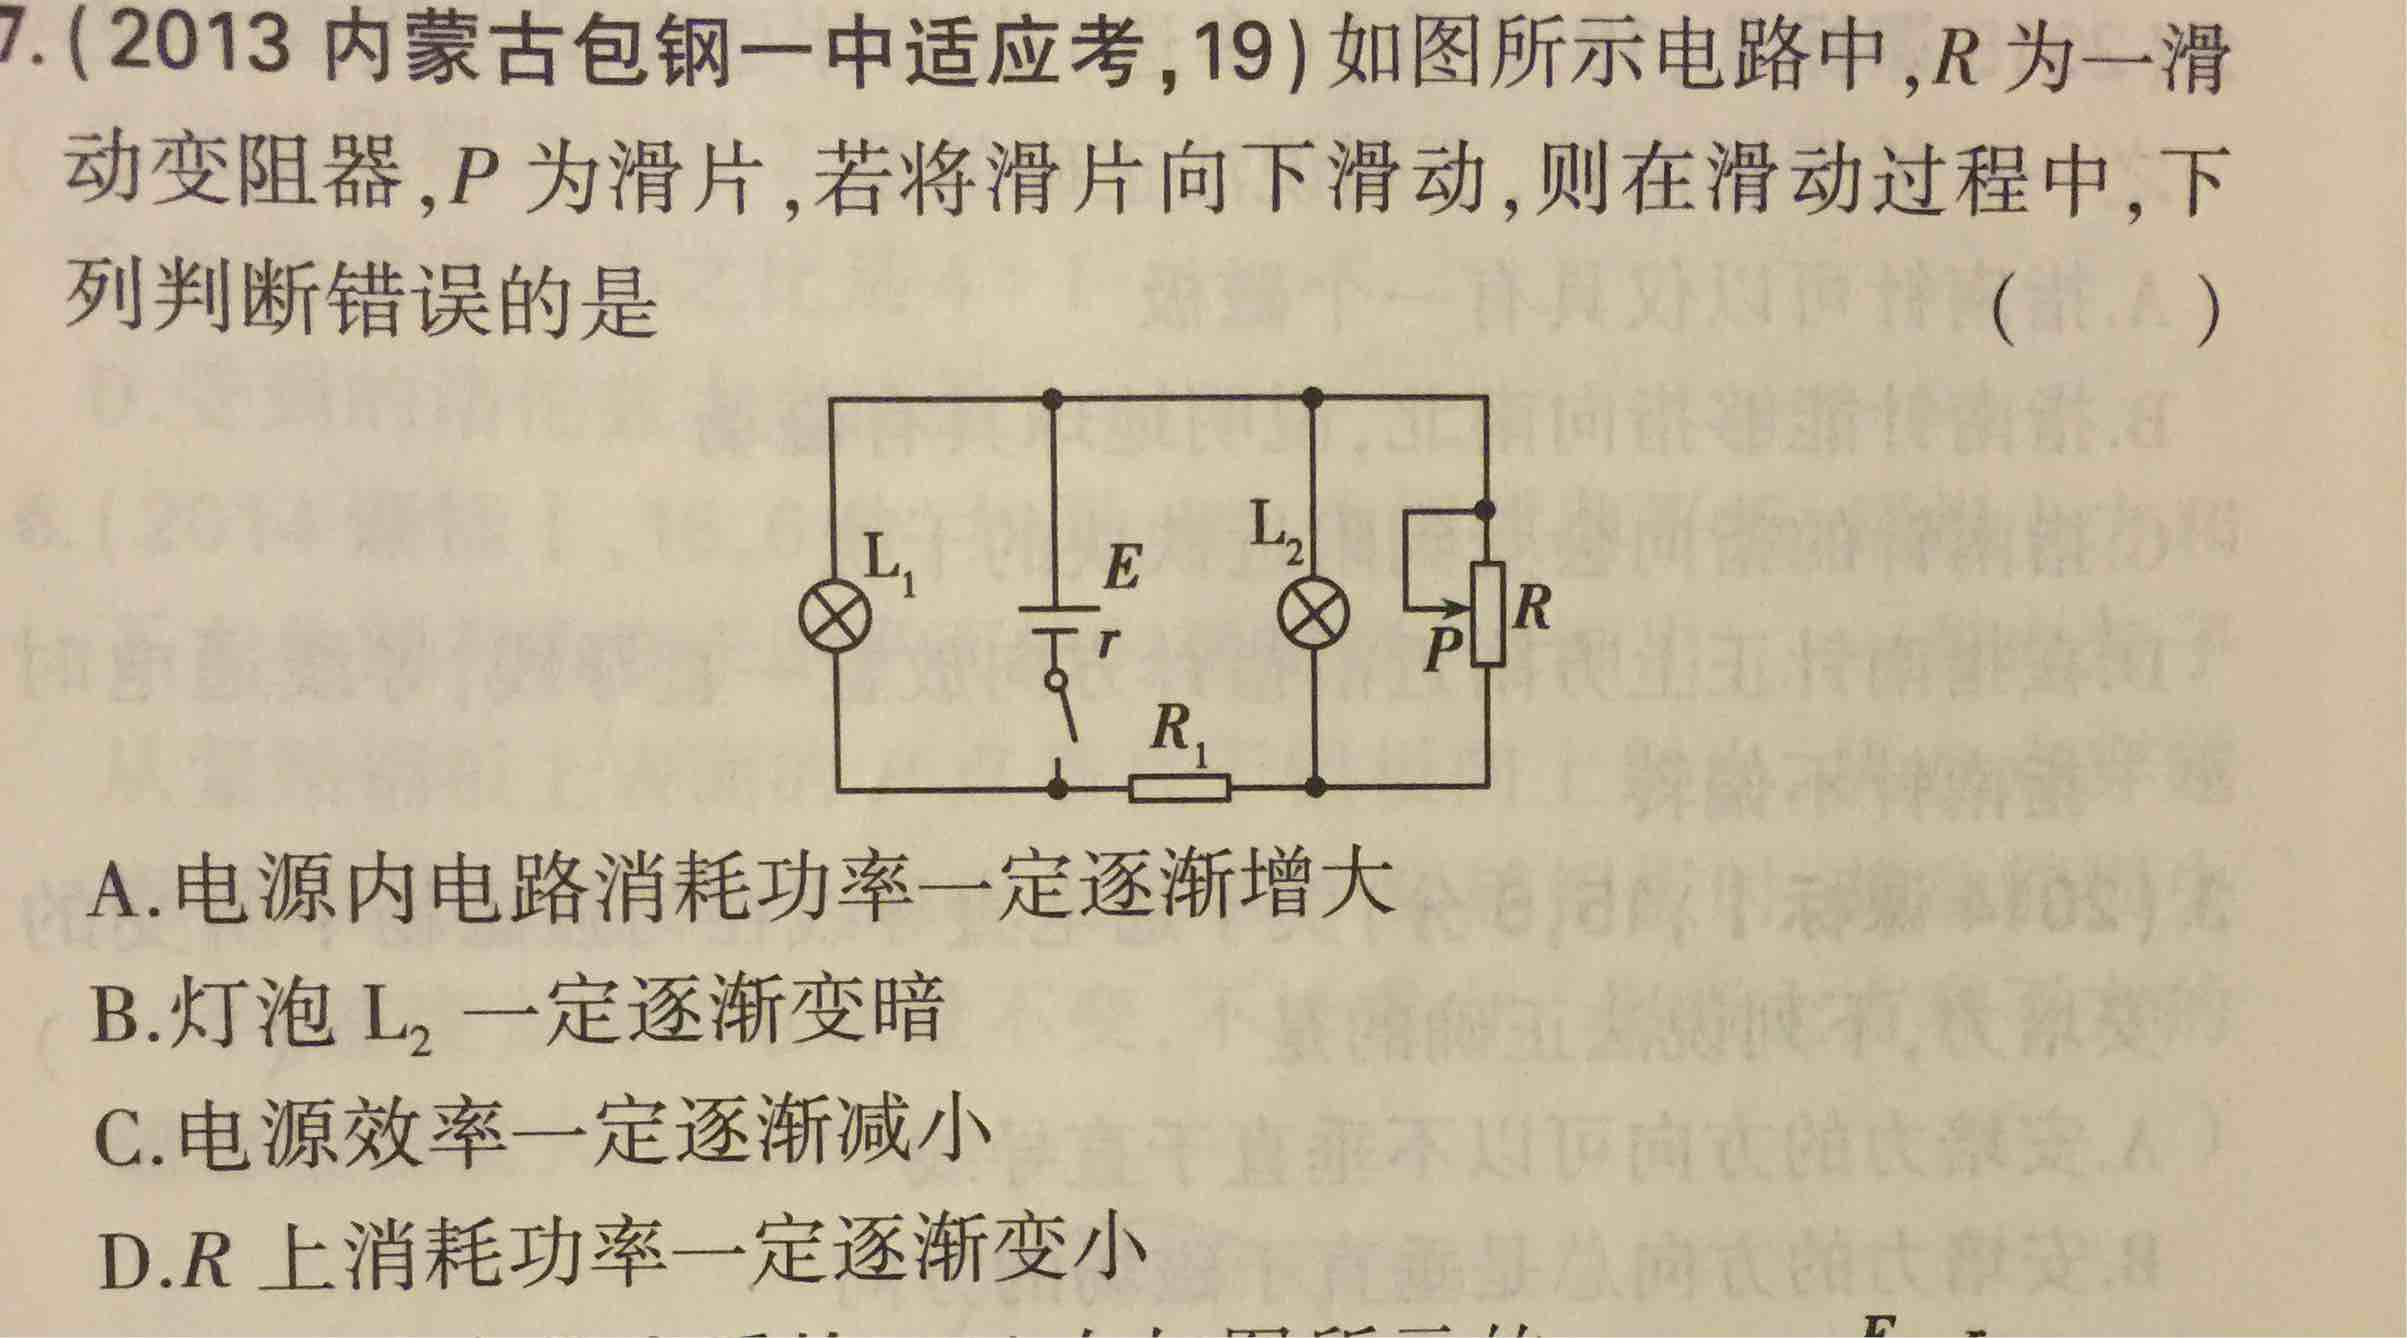 7.(2013 内蒙古包钢一中适应考,19)如图所示电路中,R 为一滑
动变阻器,P 为滑片,若将滑片向下滑动,则在滑动过程中,下
列判断错误的是 ( )
L₁
E
r
L₂
R
P
R₁
A.电源内电路消耗功率一定逐渐增大
B.灯泡 L₂ 一定逐渐变暗
C.电源效率一定逐渐减小
D.R 上消耗功率一定逐渐变小